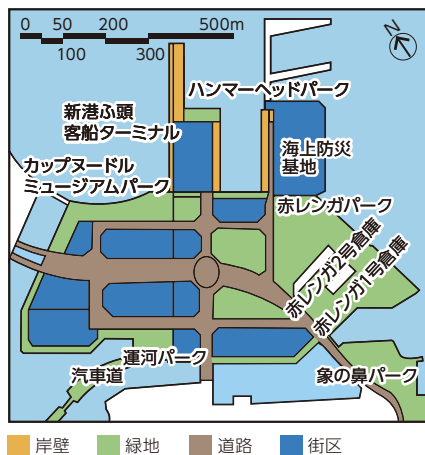 0 50 200 500m
100 300
N
ハンマーヘッドパーク
新港ふ頭
客船ターミナル
海上防災
基地
カップヌードル
ミュージアムパーク
赤レンガパーク
赤レンガ2号倉庫
赤レンガ1号倉庫
運河パーク
汽車道
象の鼻パーク
岸壁 緑地 道路 街区